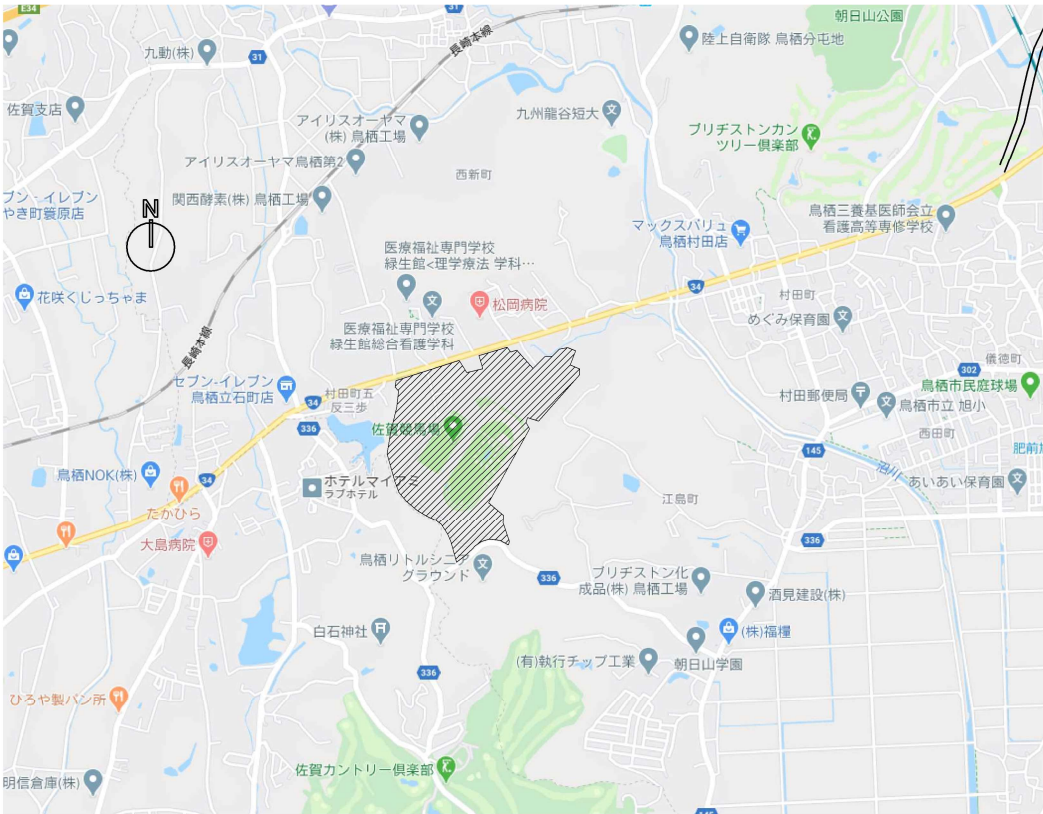 E34
31
朝日山公園
九動(株)
31
長崎本線
陸上自衛隊 鳥栖分屯地
佐賀支店
アイリスオーヤマ
(株) 鳥栖工場
九州龍谷短大
ブリヂストンカン
ツリー倶楽部
アイリスオーヤマ鳥栖第2
西新町
ブン-イレブン
やき町簑原店
関西酵素(株) 鳥栖工場
N
鳥栖三養基医師会立
看護高等専修学校
マックスバリュ
鳥栖村田店
医療福祉専門学校
緑生館<理学療法 学科…
34
花咲くじっちゃま
松岡病院
村田町
めぐみ保育園
医療福祉専門学校
緑生館総合看護学科
長崎本線
儀徳町
302
セブン-イレブン
鳥栖立石町店
村田町五
反三歩
34
鳥栖市民庭球場
村田郵便局
鳥栖市立 旭小
336
佐賀競馬場
西田町
145
肥前旭
鳥栖NOK(株)
34
ホテルマイアミ
ラブホテル
沼川
あいあい保育園
江島町
たかひら
大島病院
336
鳥栖リトルシニア
グラウンド
336
ブリヂストン化
成品(株) 鳥栖工場
酒見建設(株)
白石神社
(株)福糧
(有)執行チップ工業
朝日山学園
336
ひろや製パン所
佐賀カントリー倶楽部
明信倉庫(株)
145